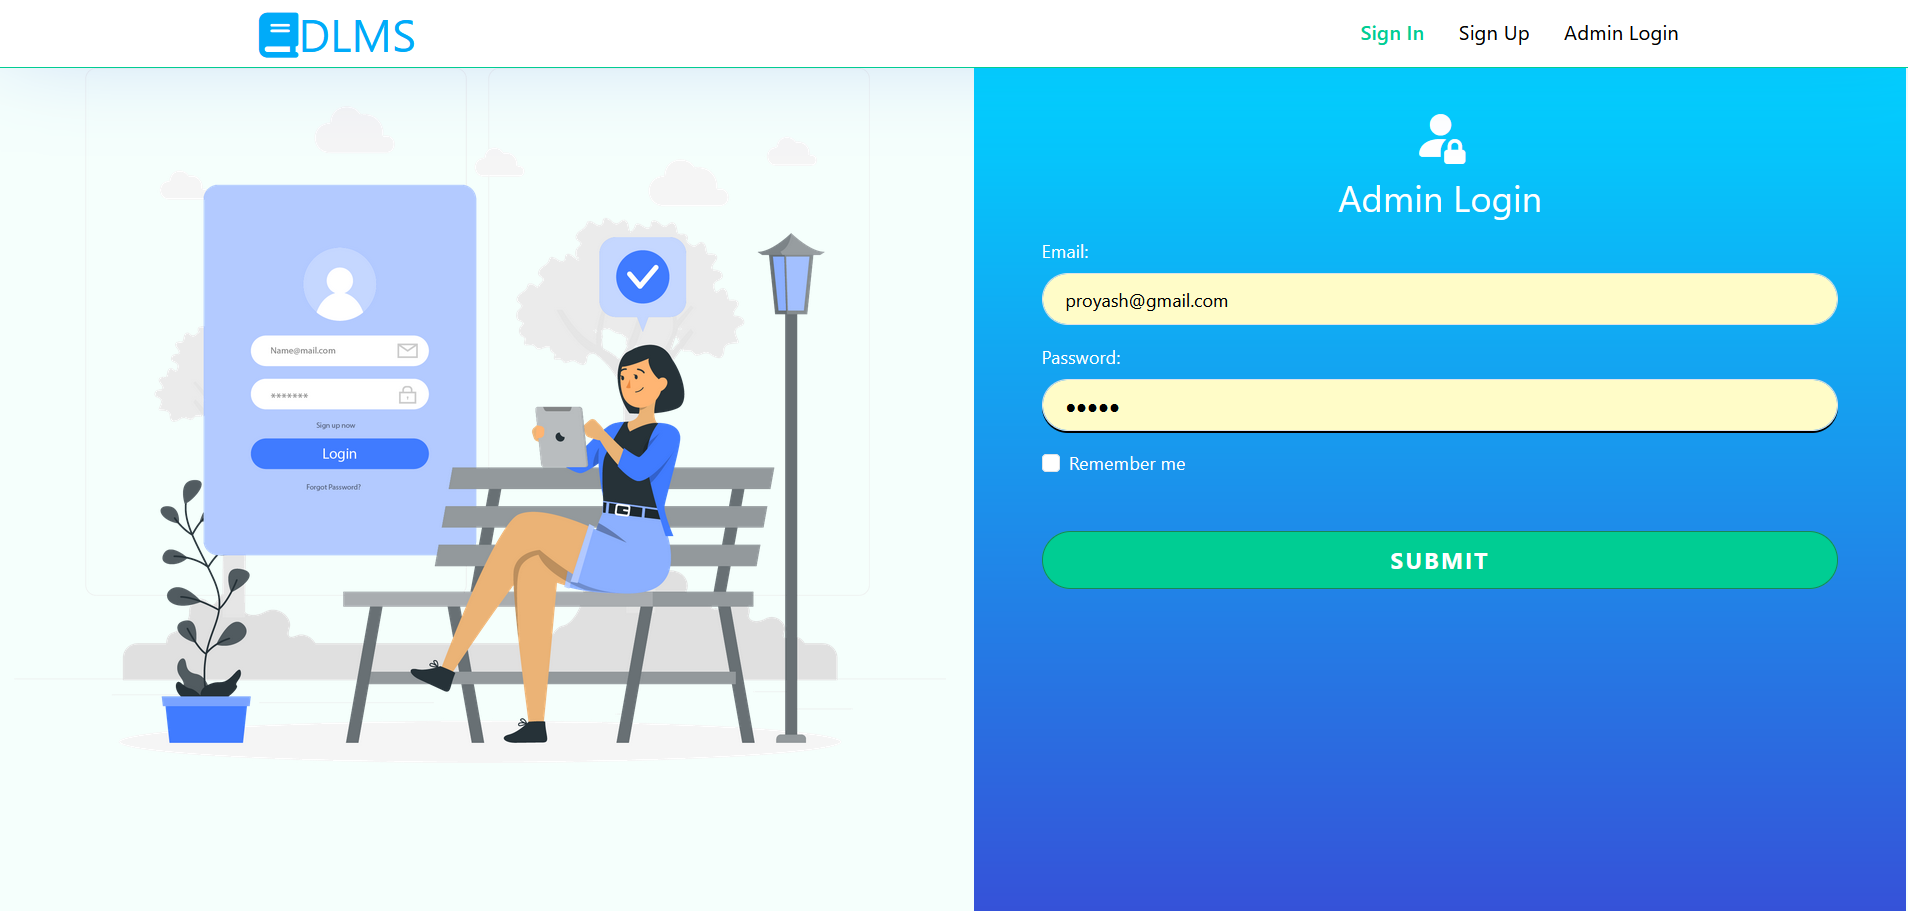 DLMS
Sign In
Sign Up
Admin Login
Name@mail.com
*******
Sign up now
Login
Forgot Password?
Admin Login
Email:
proyash@gmail.com
Password:
•••••
Remember me
SUBMIT